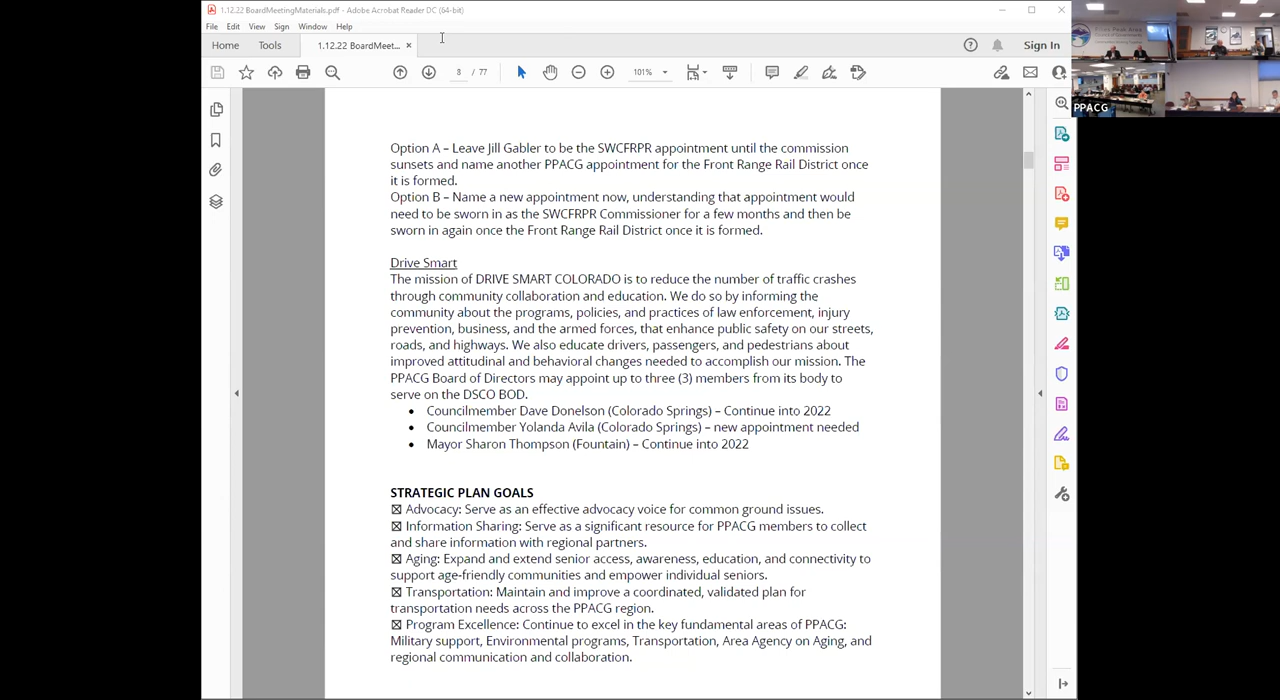 1.12.22 BoardMeetingMaterials.pdf - Adobe Acrobat Reader DC (64-bit)
File Edit View Sign Window Help
Home Tools 1.12.22 BoardMeet... × Sign In
8 / 77 101%
PPACG
Option A – Leave Jill Gabler to be the SWCFRPR appointment until the commission
sunsets and name another PPACG appointment for the Front Range Rail District once
it is formed.
Option B – Name a new appointment now, understanding that appointment would
need to be sworn in as the SWCFRPR Commissioner for a few months and then be
sworn in again once the Front Range Rail District once it is formed.
Drive Smart
The mission of DRIVE SMART COLORADO is to reduce the number of traffic crashes
through community collaboration and education. We do so by informing the
community about the programs, policies, and practices of law enforcement, injury
prevention, business, and the armed forces, that enhance public safety on our streets,
roads, and highways. We also educate drivers, passengers, and pedestrians about
improved attitudinal and behavioral changes needed to accomplish our mission. The
PPACG Board of Directors may appoint up to three (3) members from its body to
serve on the DSCO BOD.
• Councilmember Dave Donelson (Colorado Springs) – Continue into 2022
• Councilmember Yolanda Avila (Colorado Springs) – new appointment needed
• Mayor Sharon Thompson (Fountain) – Continue into 2022
STRATEGIC PLAN GOALS
☒ Advocacy: Serve as an effective advocacy voice for common ground issues.
☒ Information Sharing: Serve as a significant resource for PPACG members to collect
and share information with regional partners.
☒ Aging: Expand and extend senior access, awareness, education, and connectivity to
support age-friendly communities and empower individual seniors.
☒ Transportation: Maintain and improve a coordinated, validated plan for
transportation needs across the PPACG region.
☒ Program Excellence: Continue to excel in the key fundamental areas of PPACG:
Military support, Environmental programs, Transportation, Area Agency on Aging, and
regional communication and collaboration.